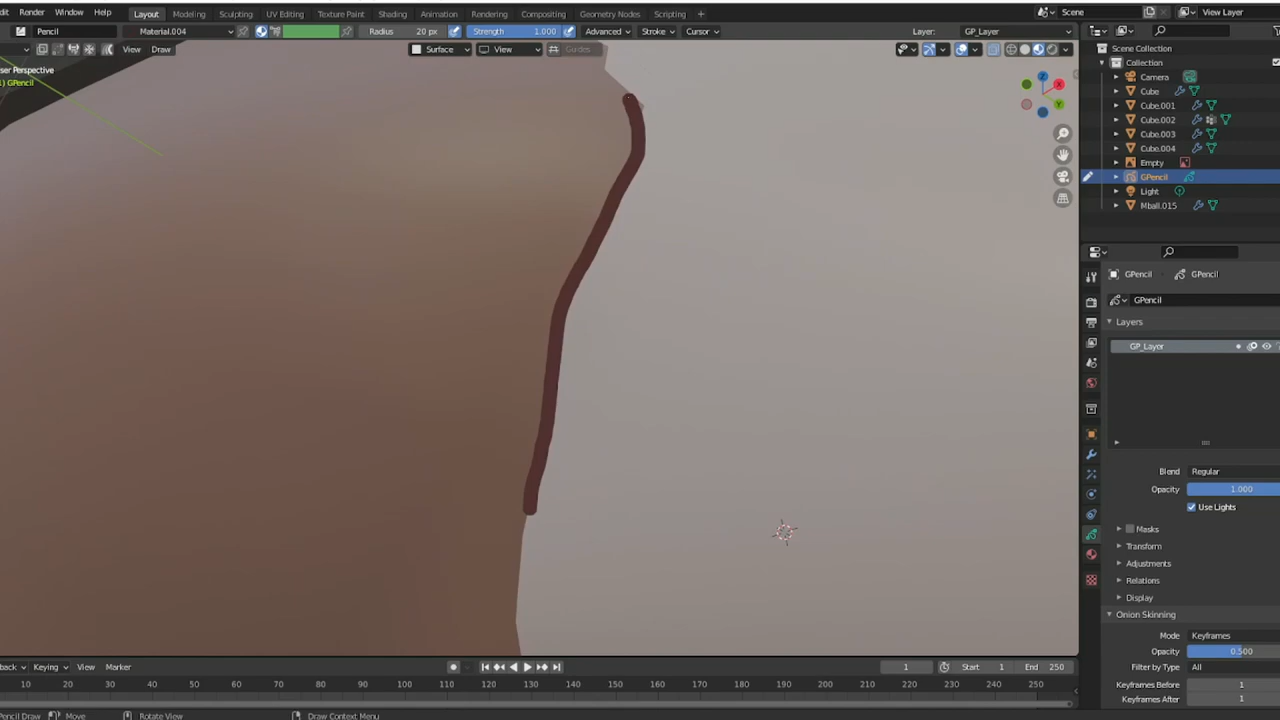 Render Window Help Layout Modeling Sculpting UV Editing Texture Paint Shading Animation Rendering Compositing Geometry Nodes Scripting + Scene View Layer
Pencil Material.004 Radius 20 px Strength 1.000 Advanced Stroke Cursor Layer: GP_Layer
View Draw Surface View Guides
ser Perspective
) GPencil
Scene Collection
Collection
Camera
Cube
Cube.001
Cube.002
Cube.003
Cube.004
Empty
GPencil
Light
Mball.015
GPencil GPencil
GPencil
Layers
GP_Layer
Blend Regular
Opacity 1.000
Use Lights
Masks
Transform
Adjustments
Relations
Display
Onion Skinning
Mode Keyframes
Opacity 0.500
Filter by Type All
Keyframes Before 1
Keyframes After 1
back Keying View Marker 1 Start 1 End 250
10 20 30 40 50 60 70 80 90 100 110 120 130 140 150 160 170 180 190 200 210 220 230 240 250
Pencil Draw Move Rotate View Draw Context Menu